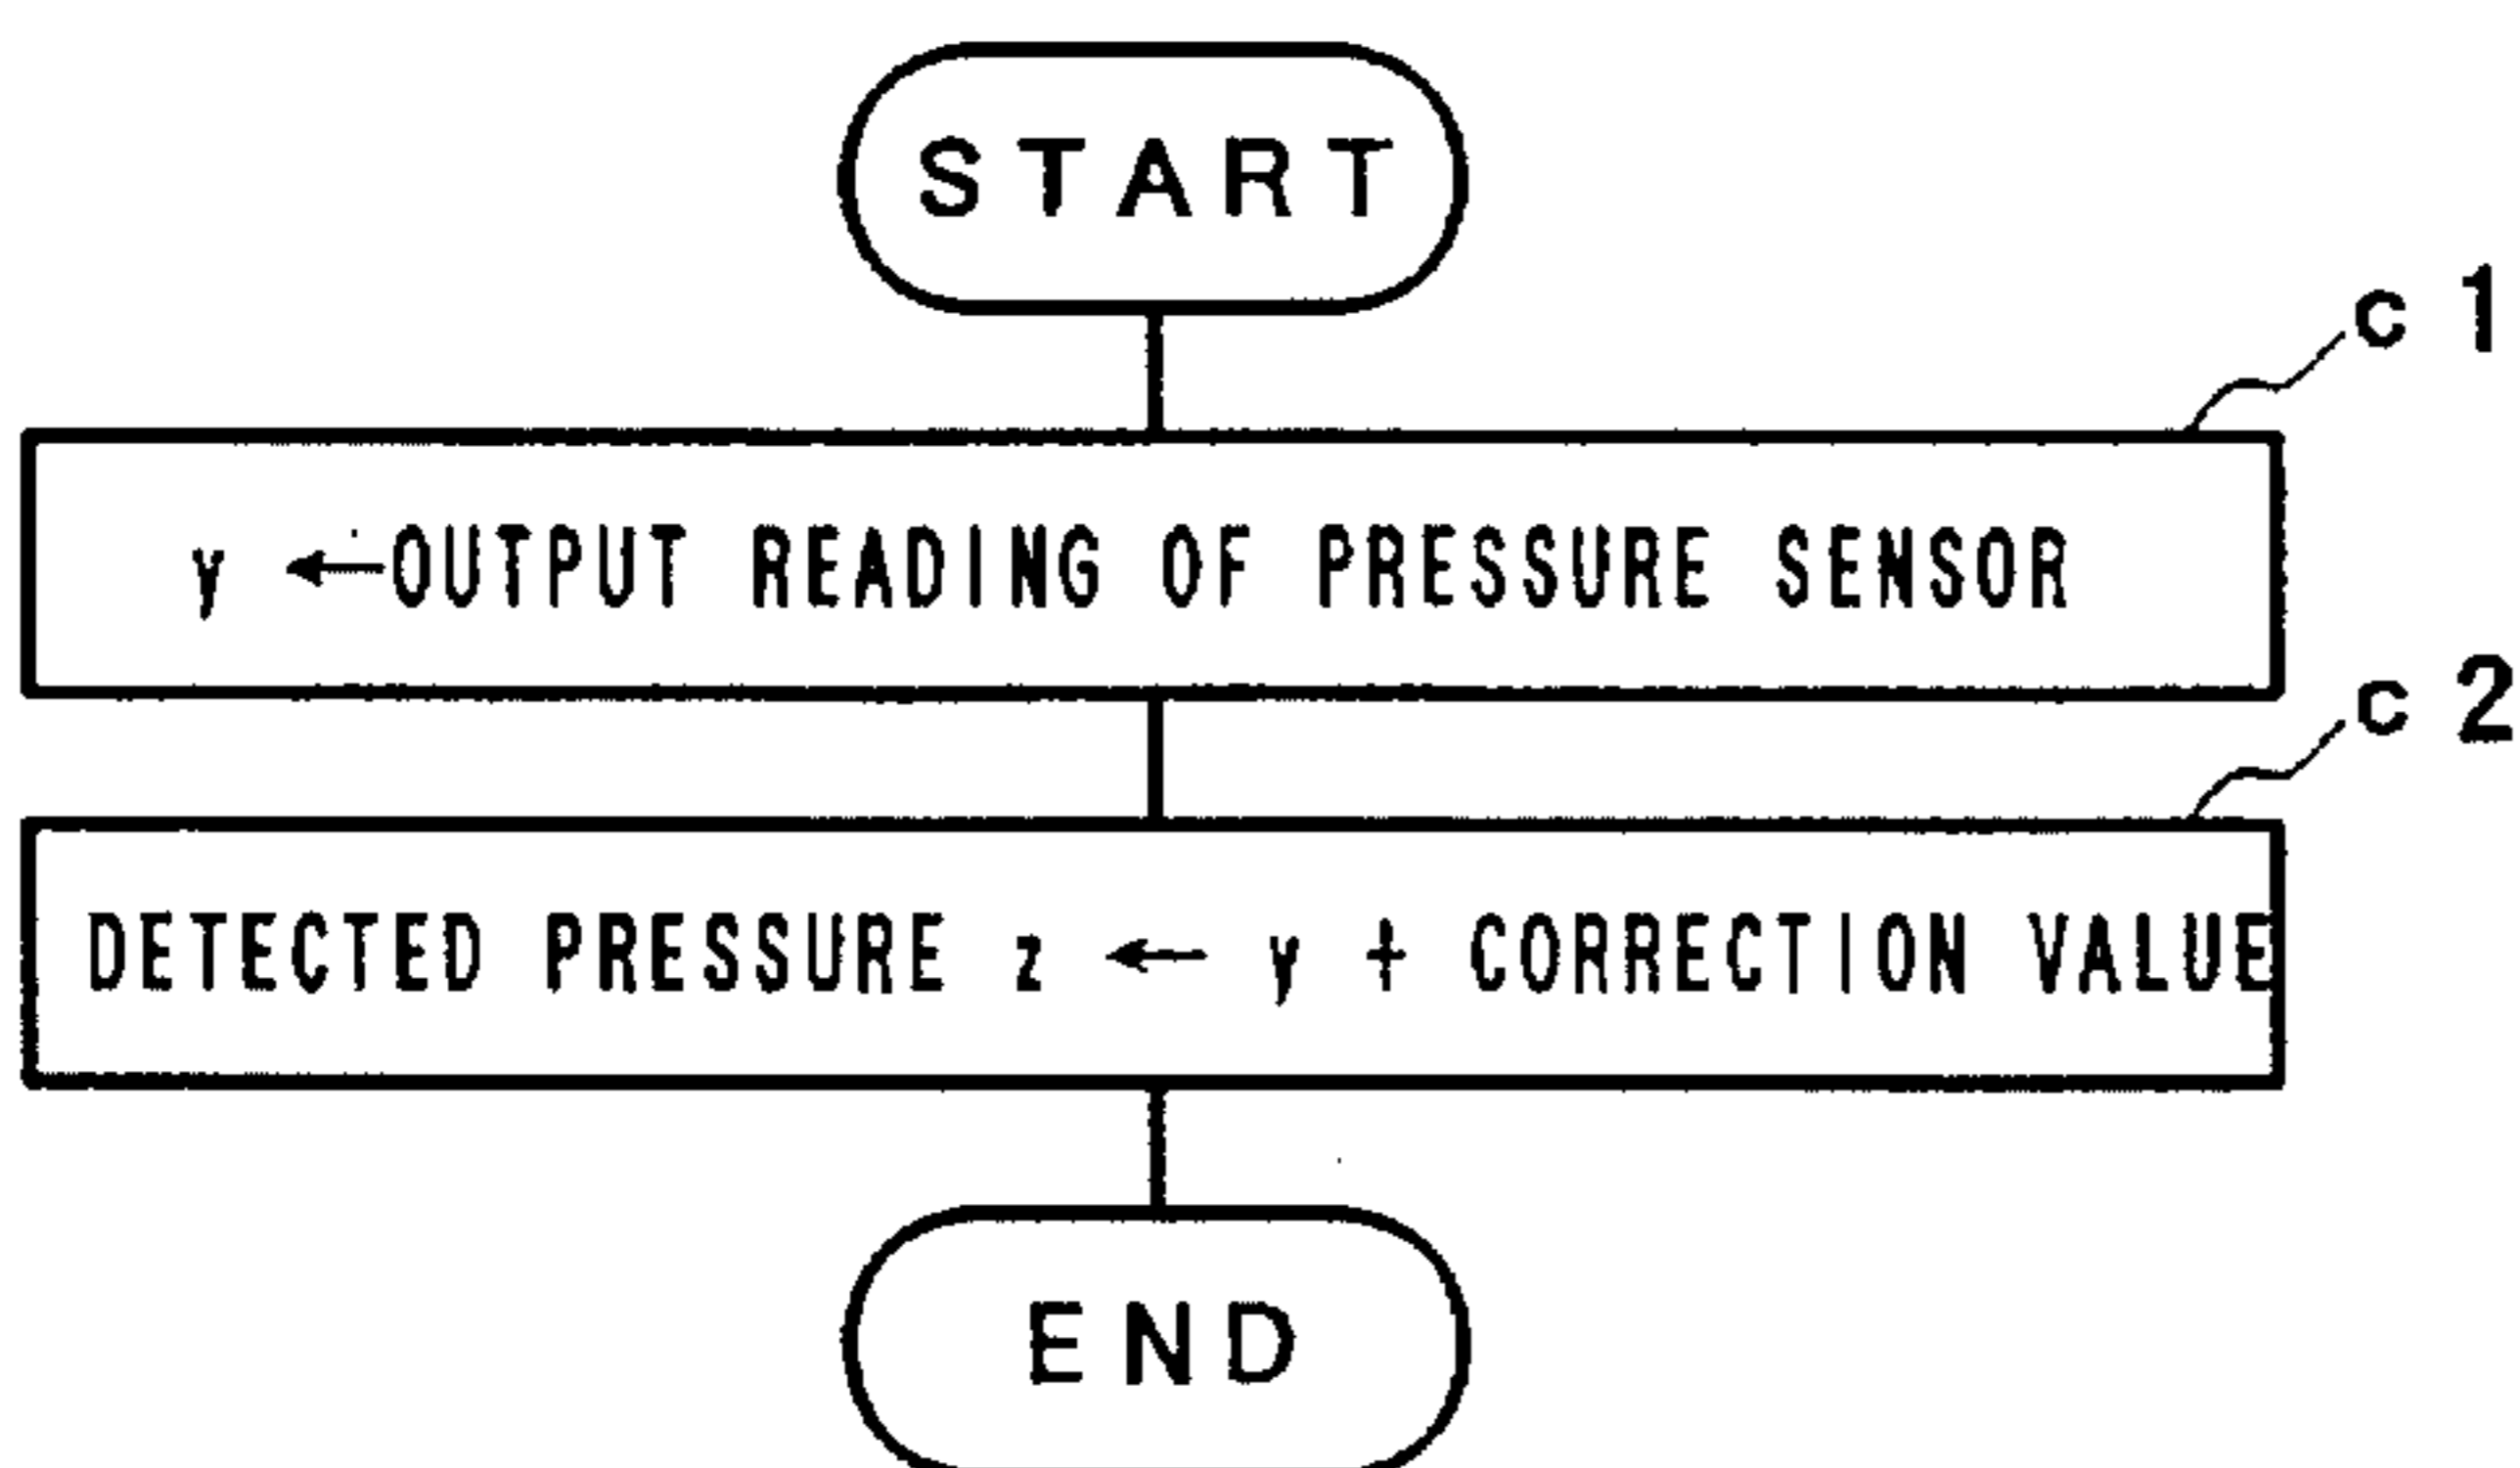 START
c 1
y ← OUTPUT READING OF PRESSURE SENSOR
c 2
DETECTED PRESSURE z ← y + CORRECTION VALUE
END